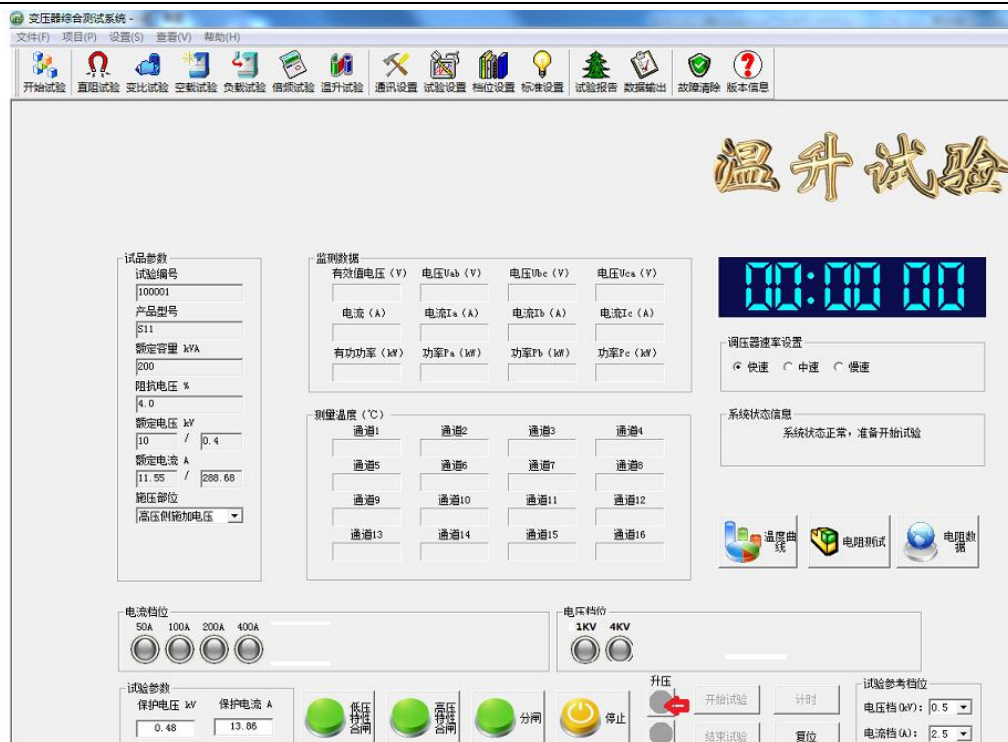 变压器综合测试系统 -
文件(F) 项目(P) 设置(S) 查看(V) 帮助(H)
开始试验 直阻试验 变比试验 空载试验 负载试验 倍频试验 温升试验 通讯设置 试验设置 档位设置 标准设置 试验报告 数据输出 故障清除 版本信息
温升试验
试品参数
试验编号
100001
产品型号
S11
额定容量 kVA
200
阻抗电压 %
4.0
额定电压 kV
10 / 0.4
额定电流 A
11.55 / 288.68
施压部位
高压侧施加电压
监测数据
有效值电压 (V) 电压Uab (V) 电压Ubc (V) 电压Uca (V)
电流 (A) 电流Ia (A) 电流Ib (A) 电流Ic (A)
有功功率 (kW) 功率Pa (kW) 功率Pb (kW) 功率Pc (kW)
测量温度 (℃)
通道1 通道2 通道3 通道4
通道5 通道6 通道7 通道8
通道9 通道10 通道11 通道12
通道13 通道14 通道15 通道16
00:00 00
调压器速率设置
快速 中速 慢速
系统状态信息
系统状态正常，准备开始试验
温度曲线 电阻测试 电阻数据
电流档位
50A 100A 200A 400A
电压档位
1KV 4KV
试验参数
保护电压 kV 保护电流 A
0.48 13.86
低压特性合闸 高压特性合闸 分闸 停止
升压
开始试验 计时
结束试验 复位
试验参考档位
电压档(kV): 0.5
电流档(A): 2.5